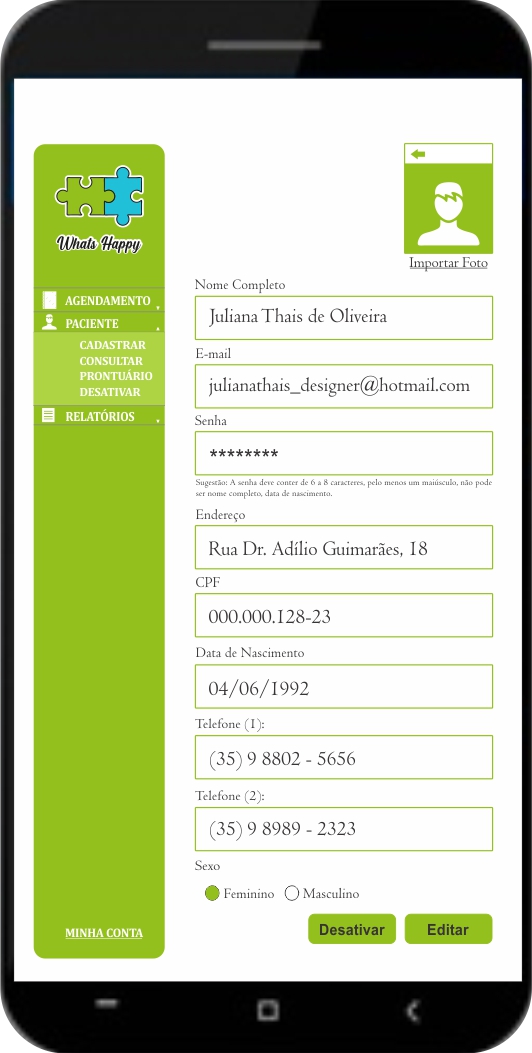 Whats Happy
AGENDAMENTO
PACIENTE
CADASTRAR
CONSULTAR
PRONTUÁRIO
DESATIVAR
RELATÓRIOS
MINHA CONTA
Importar Foto
Nome Completo
Juliana Thais de Oliveira
E-mail
julianathais_designer@hotmail.com
Senha
********
Sugestão: A senha deve conter de 6 a 8 caracteres, pelo menos um maiúsculo, não pode
ser nome completo, data de nascimento.
Endereço
Rua Dr. Adílio Guimarães, 18
CPF
000.000.128-23
Data de Nascimento
04/06/1992
Telefone (1):
(35) 9 8802 - 5656
Telefone (2):
(35) 9 8989 - 2323
Sexo
Feminino Masculino
Desativar Editar